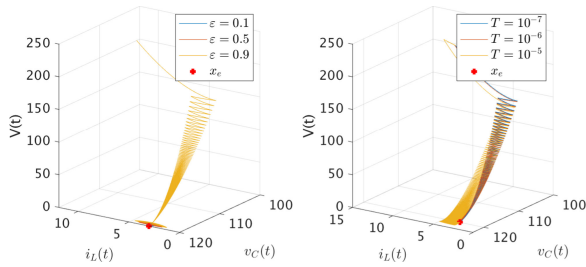 250
200
150
100
50
0
V(t)
10
5
0
i_L(t)
120
110
100
v_C(t)
ε = 0.1
ε = 0.5
ε = 0.9
x_e
250
200
150
100
50
0
V(t)
15
10
5
0
i_L(t)
120
110
100
v_C(t)
T = 10^{-7}
T = 10^{-6}
T = 10^{-5}
x_e